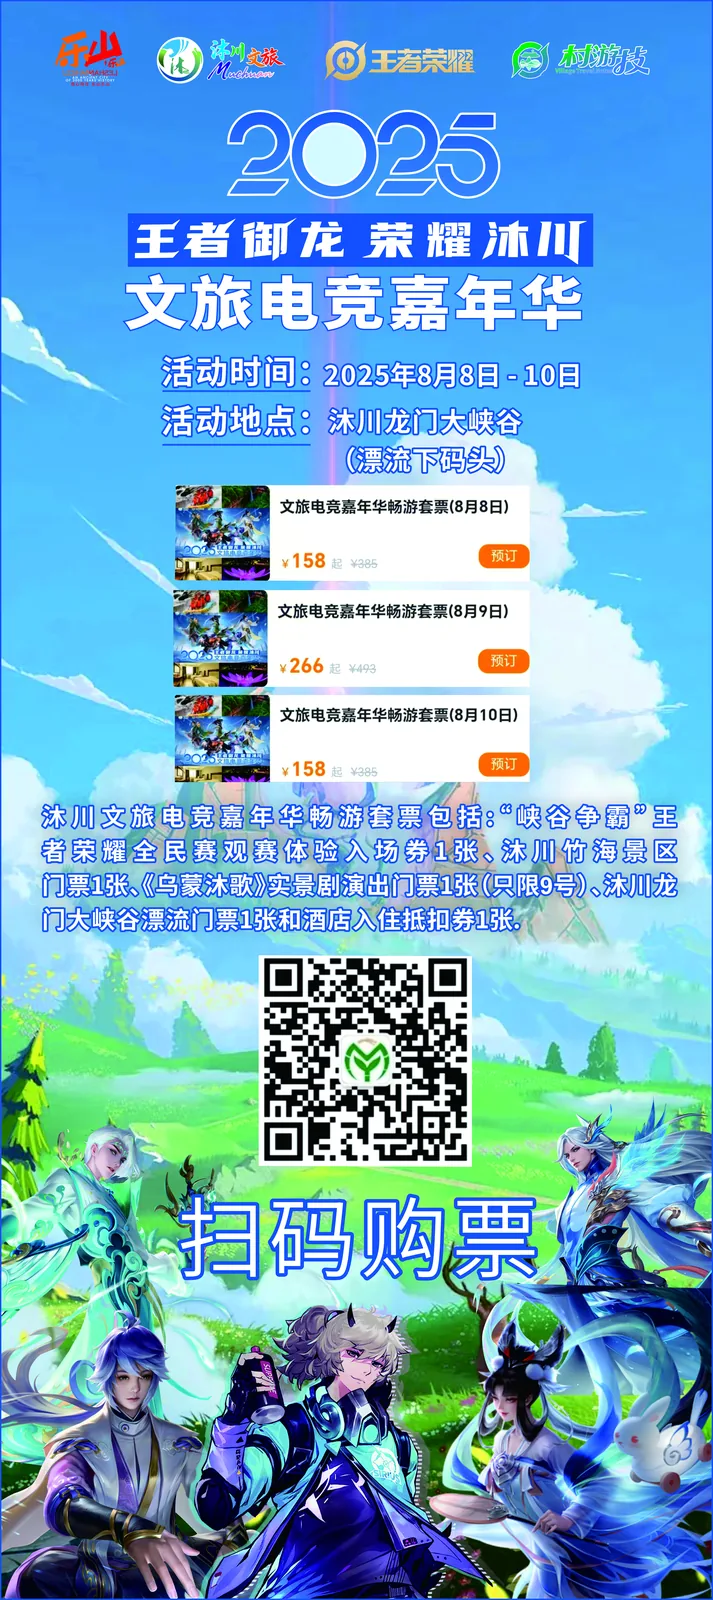 乐山
沐川文旅
Muchuan
王者荣耀
村游技
2025
王者御龙 荣耀沐川
文旅电竞嘉年华
活动时间：2025年8月8日 - 10日
活动地点：沐川龙门大峡谷
（漂流下码头）
文旅电竞嘉年华畅游套票(8月8日)
¥158起 ¥385
预订
文旅电竞嘉年华畅游套票(8月9日)
¥266起 ¥493
预订
文旅电竞嘉年华畅游套票(8月10日)
¥158起 ¥385
预订
沐川文旅电竞嘉年华畅游套票包括:“峡谷争霸”王
者荣耀全民赛观赛体验入场券1张、沐川竹海景区
门票1张、《乌蒙沐歌》实景剧演出门票1张（只限9号）、沐川龙
门大峡谷漂流门票1张和酒店入住抵扣券1张.
扫码购票